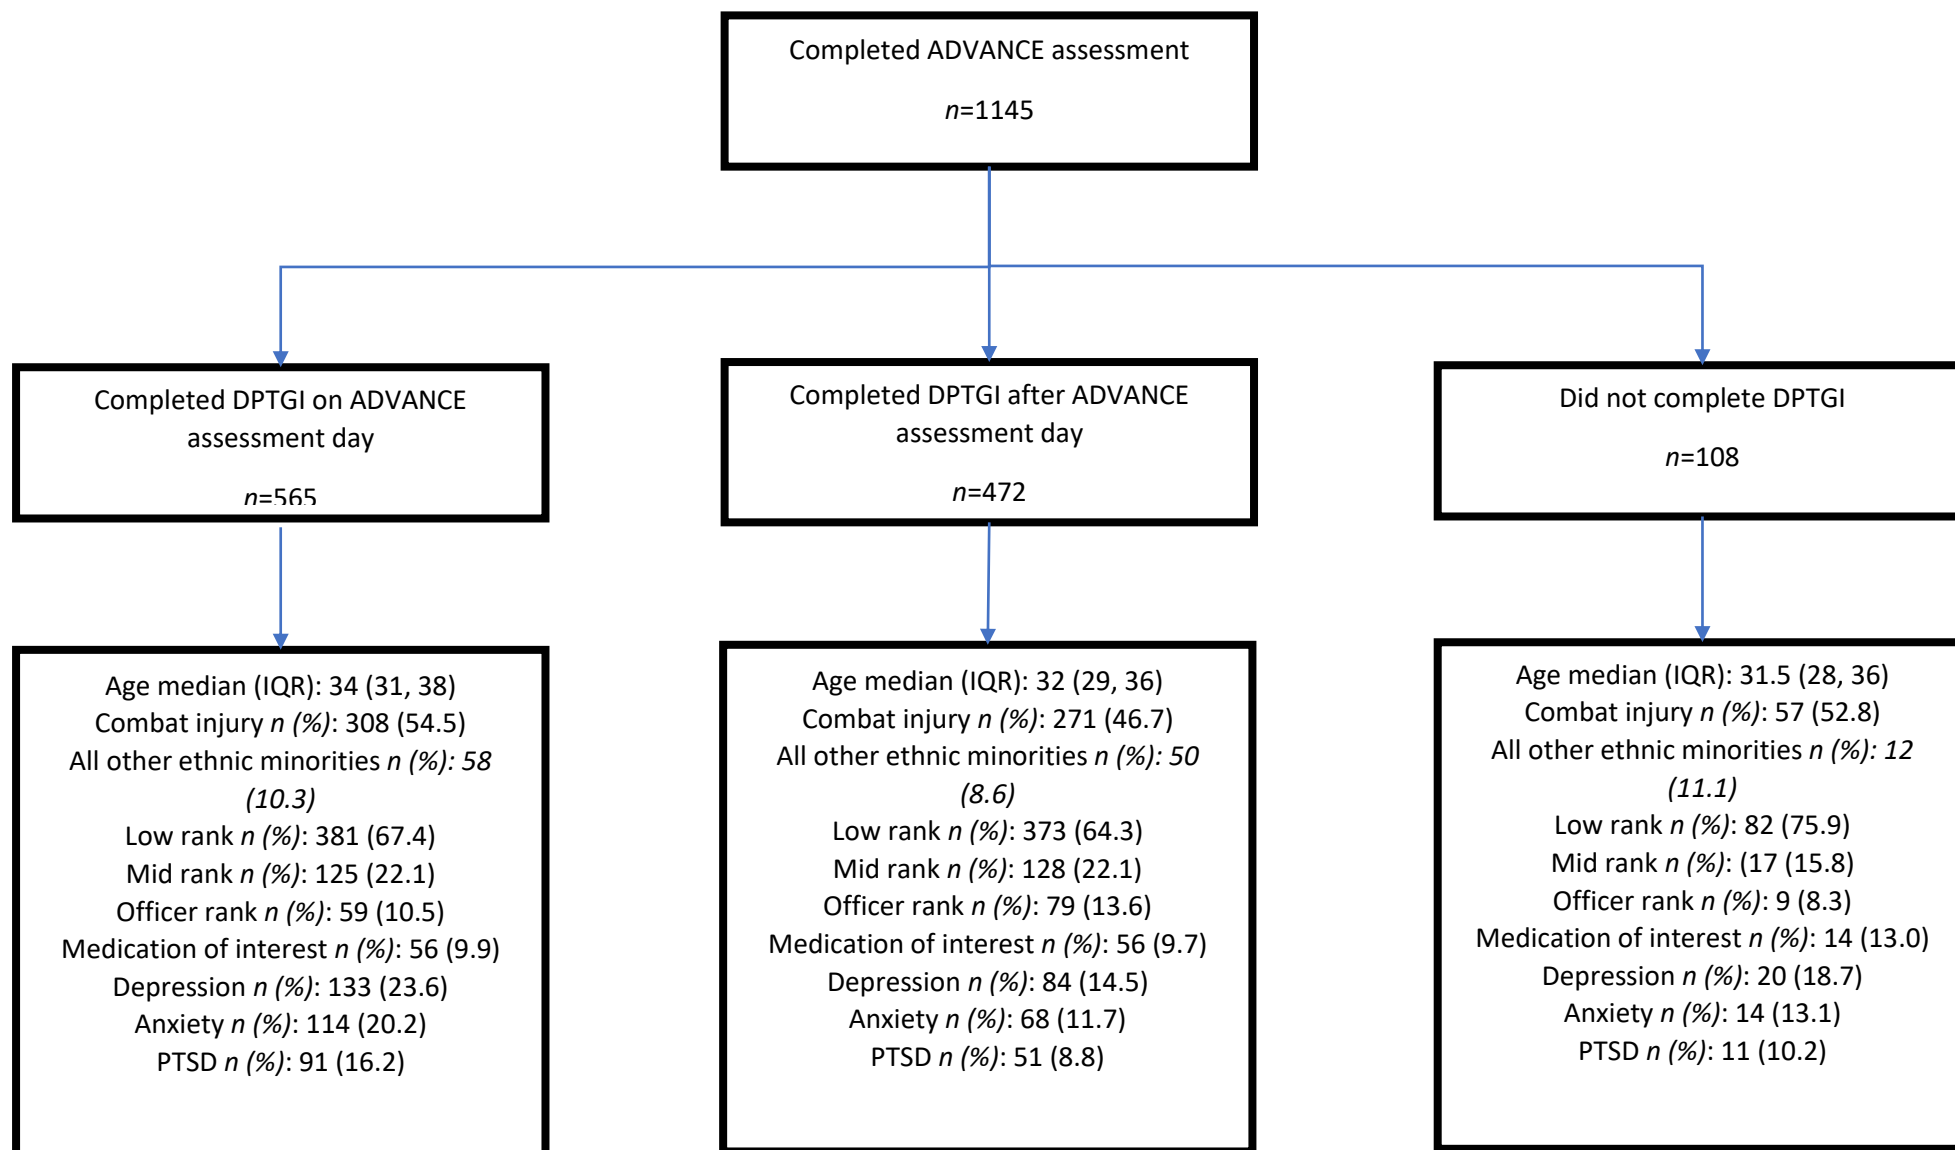 Completed ADVANCE assessment
n=1145
Completed DPTGI on ADVANCE
assessment day
n=565
Completed DPTGI after ADVANCE
assessment day
n=472
Did not complete DPTGI
n=108
Age median (IQR): 34 (31, 38)
Combat injury n (%): 308 (54.5)
All other ethnic minorities n (%): 58
(10.3)
Low rank n (%): 381 (67.4)
Mid rank n (%): 125 (22.1)
Officer rank n (%): 59 (10.5)
Medication of interest n (%): 56 (9.9)
Depression n (%): 133 (23.6)
Anxiety n (%): 114 (20.2)
PTSD n (%): 91 (16.2)
Age median (IQR): 32 (29, 36)
Combat injury n (%): 271 (46.7)
All other ethnic minorities n (%): 50
(8.6)
Low rank n (%): 373 (64.3)
Mid rank n (%): 128 (22.1)
Officer rank n (%): 79 (13.6)
Medication of interest n (%): 56 (9.7)
Depression n (%): 84 (14.5)
Anxiety n (%): 68 (11.7)
PTSD n (%): 51 (8.8)
Age median (IQR): 31.5 (28, 36)
Combat injury n (%): 57 (52.8)
All other ethnic minorities n (%): 12
(11.1)
Low rank n (%): 82 (75.9)
Mid rank n (%): (17 (15.8)
Officer rank n (%): 9 (8.3)
Medication of interest n (%): 14 (13.0)
Depression n (%): 20 (18.7)
Anxiety n (%): 14 (13.1)
PTSD n (%): 11 (10.2)